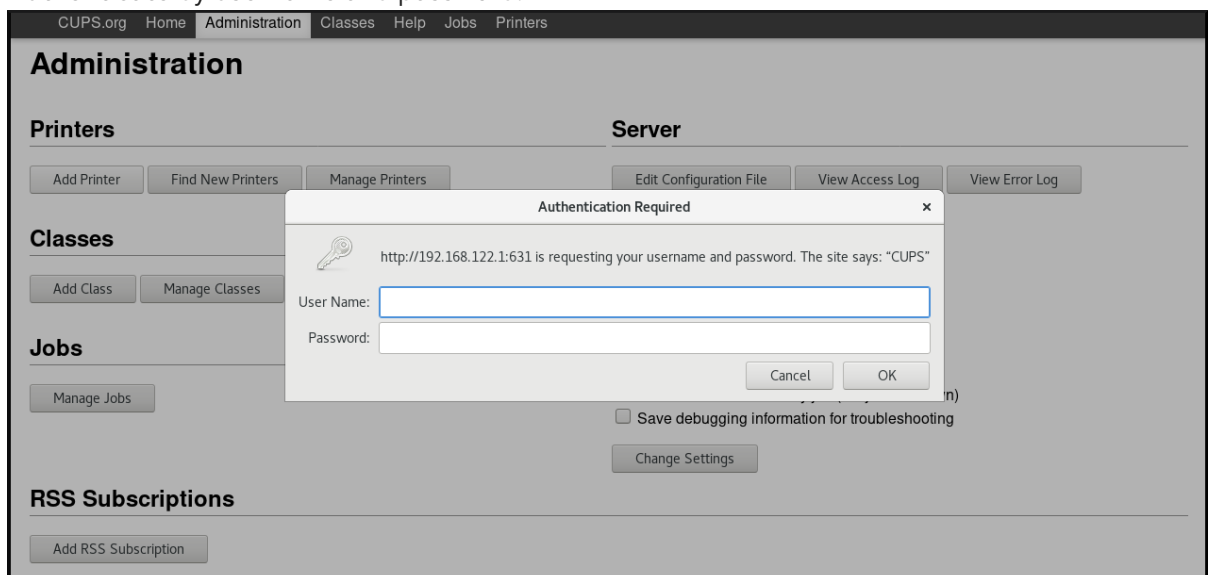 CUPS.org Home Administration Classes Help Jobs Printers
Administration
Printers
Add Printer Find New Printers Manage Printers
Server
Edit Configuration File View Access Log View Error Log
Authentication Required
http://192.168.122.1:631 is requesting your username and password. The site says: “CUPS”
User Name:
Password:
Cancel OK
Classes
Add Class Manage Classes
Jobs
Manage Jobs
Save debugging information for troubleshooting
Change Settings
RSS Subscriptions
Add RSS Subscription